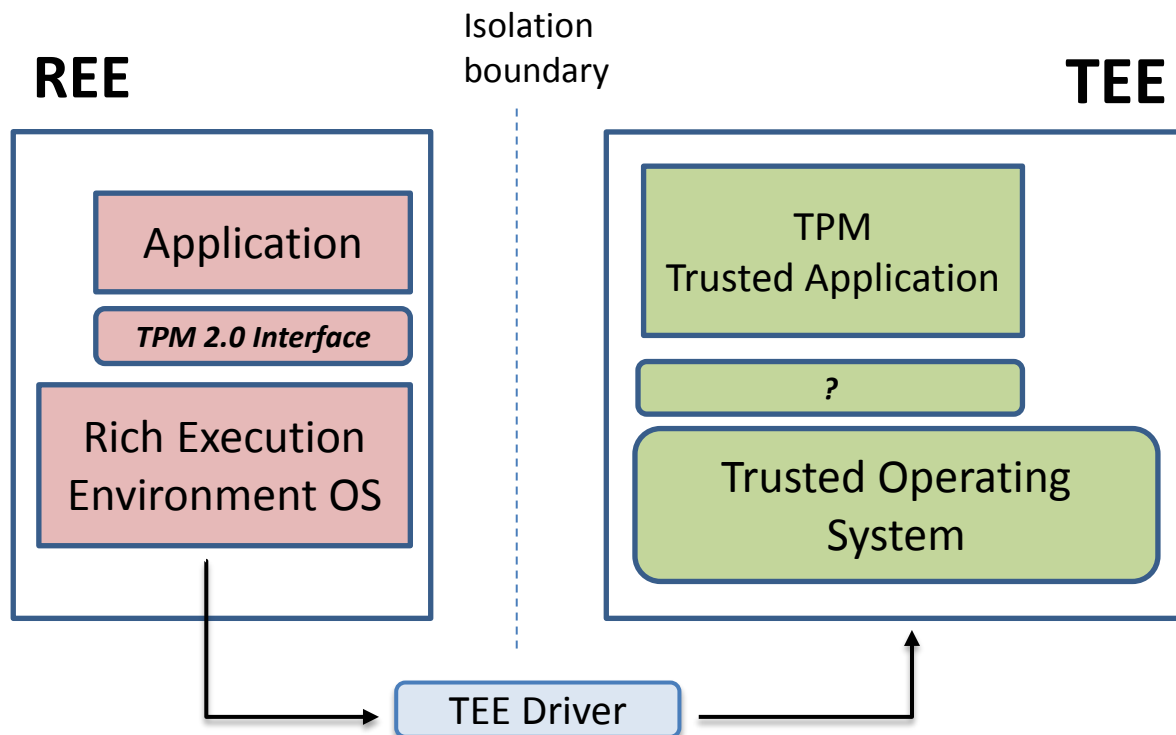 Isolation
boundary
REE
TEE
Application
TPM 2.0 Interface
Rich Execution
Environment OS
TPM
Trusted Application
?
Trusted Operating
System
TEE Driver